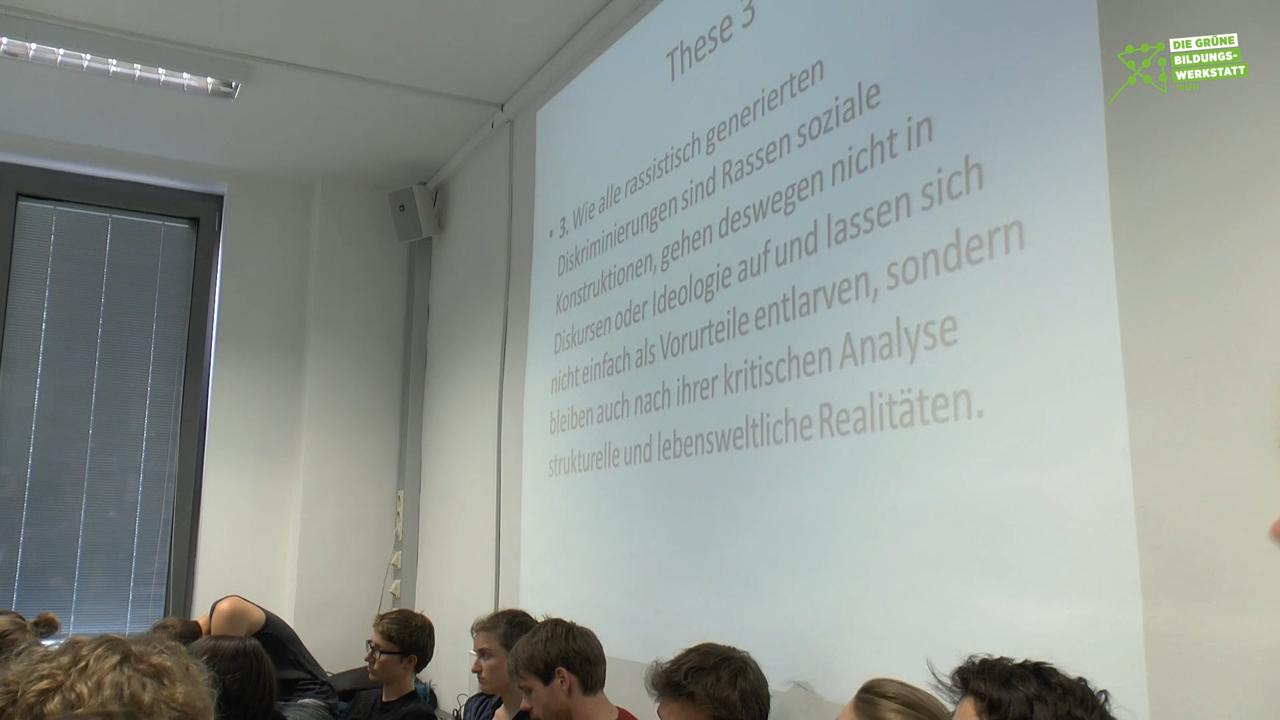 These 3
• 3. Wie alle rassistisch generierten
Diskriminierungen sind Rassen soziale
Konstruktionen, gehen deswegen nicht in
Diskursen oder Ideologie auf und lassen sich
nicht einfach als Vorurteile entlarven, sondern
bleiben auch nach ihrer kritischen Analyse
strukturelle und lebensweltliche Realitäten.
DIE GRÜNE
BILDUNGS-
WERKSTATT
WIEN